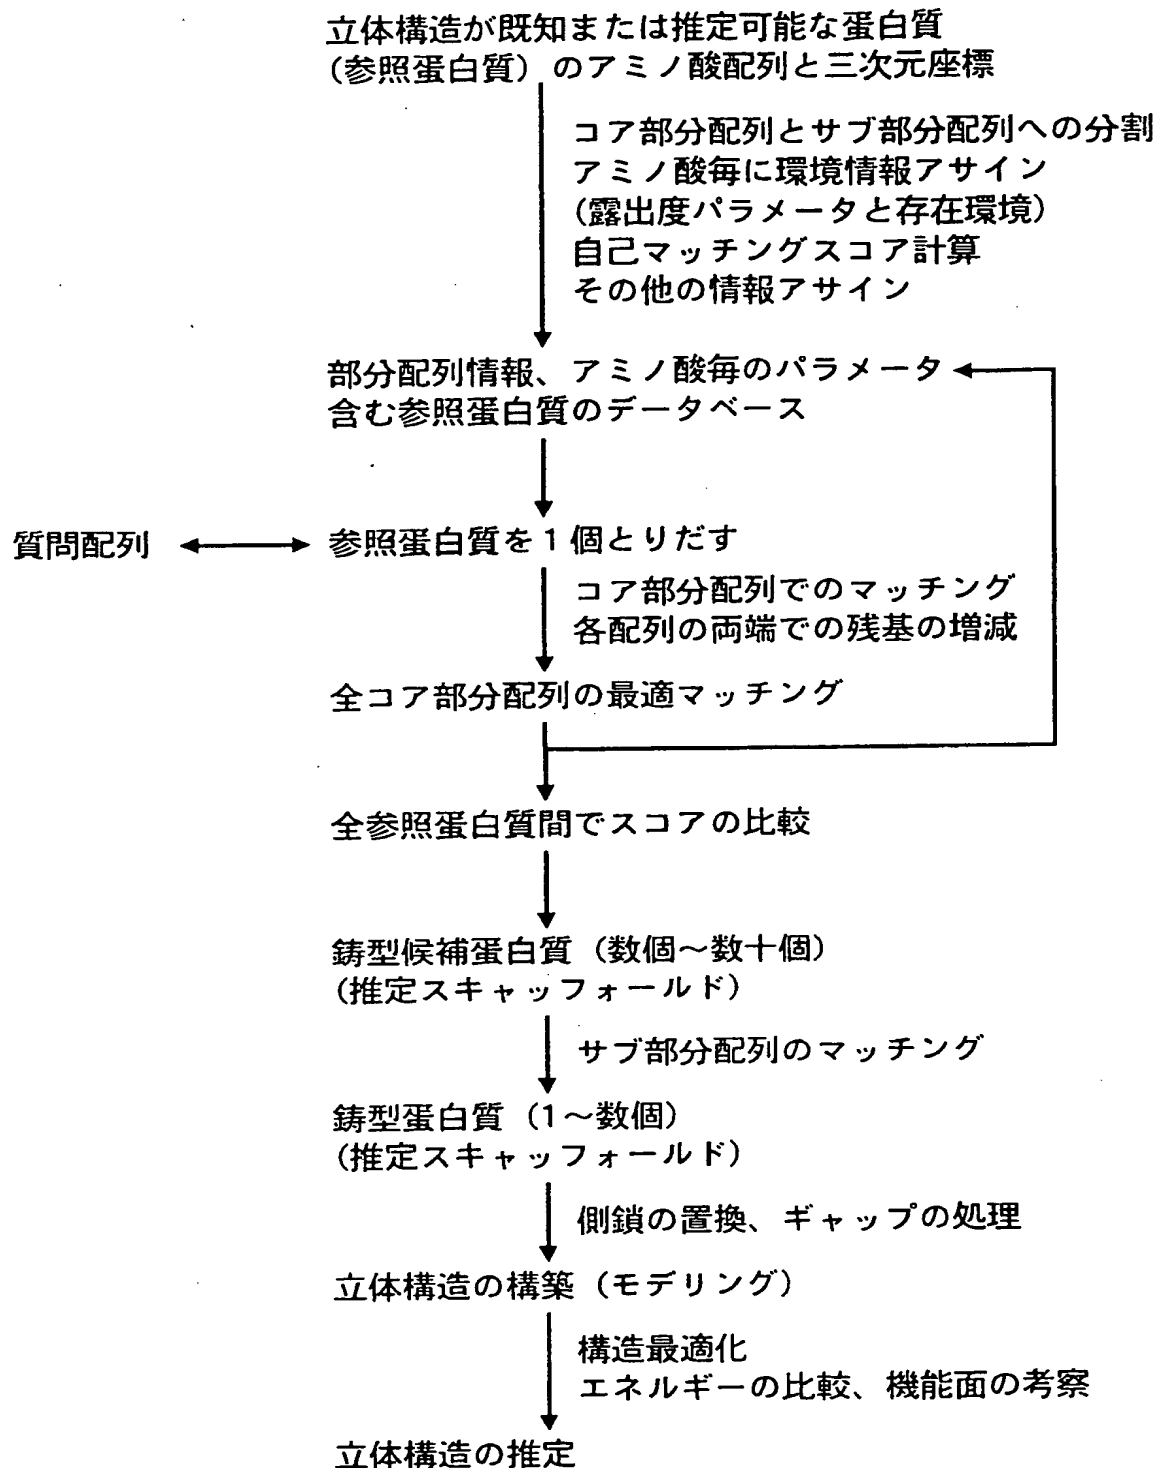 立体構造が既知または推定可能な蛋白質
(参照蛋白質) のアミノ酸配列と三次元座標
コア部分配列とサブ部分配列への分割
アミノ酸毎に環境情報アサイン
(露出度パラメータと存在環境)
自己マッチングスコア計算
その他の情報アサイン
部分配列情報、アミノ酸毎のパラメータ
含む参照蛋白質のデータベース
質問配列
参照蛋白質を1個とりだす
コア部分配列でのマッチング
各配列の両端での残基の増減
全コア部分配列の最適マッチング
全参照蛋白質間でスコアの比較
鋳型候補蛋白質 (数個〜数十個)
(推定スキャッフォールド)
サブ部分配列のマッチング
鋳型蛋白質 (1〜数個)
(推定スキャッフォールド)
側鎖の置換、ギャップの処理
立体構造の構築 (モデリング)
構造最適化
エネルギーの比較、機能面の考察
立体構造の推定